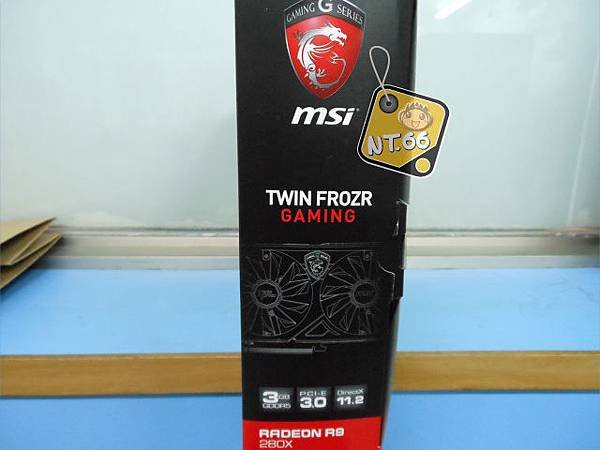 GAMING G SERIES
msi
NT.66
TWIN FROZR
GAMING
3GB GDDR5
PCI-E 3.0
DirectX 11.2
RADEON R9
280X